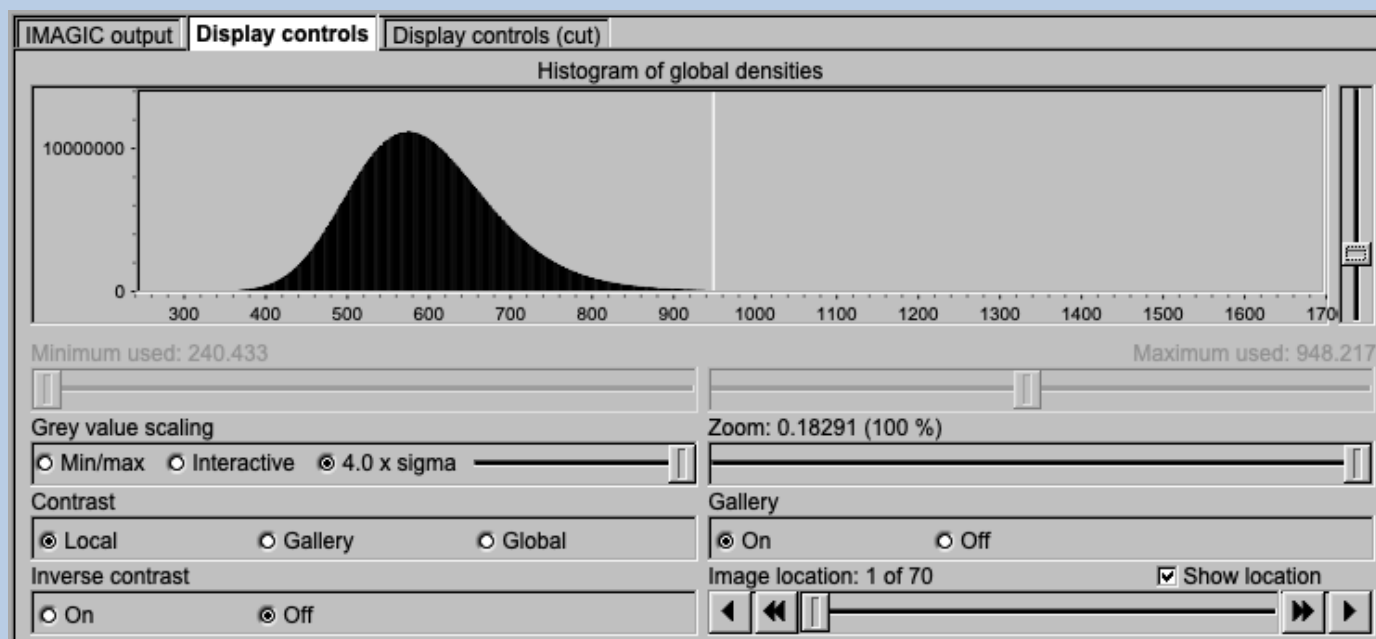 IMAGIC output Display controls Display controls (cut)
Histogram of global densities
10000000
0
300 400 500 600 700 800 900 1000 1100 1200 1300 1400 1500 1600 170
Minimum used: 240.433 Maximum used: 948.217
Grey value scaling Zoom: 0.18291 (100 %)
Min/max Interactive 4.0 x sigma
Contrast Gallery
Local Gallery Global On Off
Inverse contrast Image location: 1 of 70 Show location
On Off